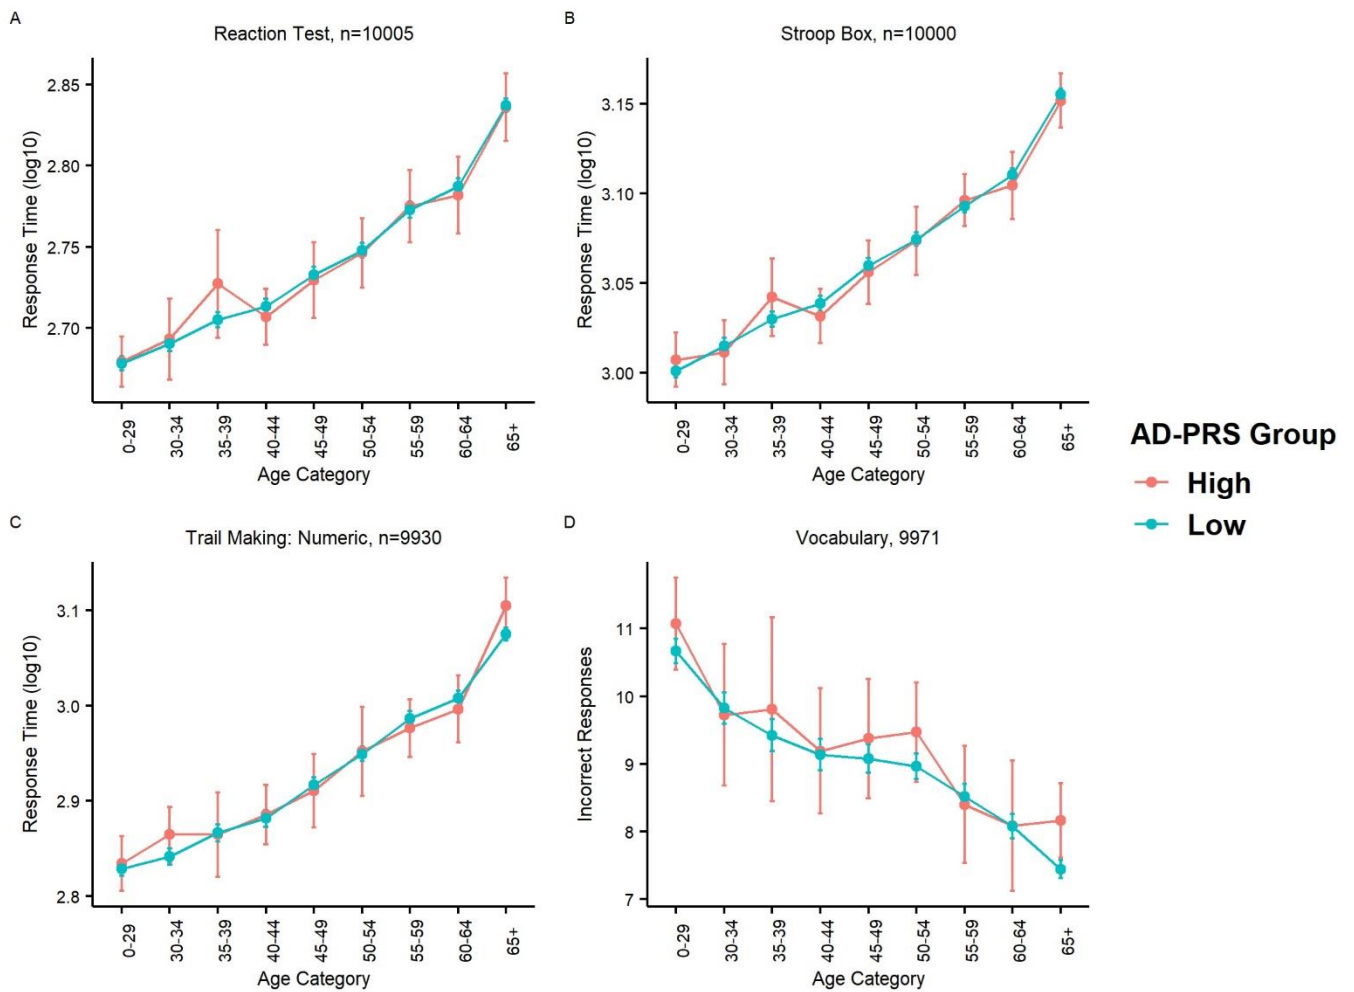 A
Reaction Test, n=10005
Response Time (log10)
2.85
2.80
2.75
2.70
0-29
30-34
35-39
40-44
45-49
50-54
55-59
60-64
65+
Age Category
B
Stroop Box, n=10000
Response Time (log10)
3.15
3.10
3.05
3.00
0-29
30-34
35-39
40-44
45-49
50-54
55-59
60-64
65+
Age Category
AD-PRS Group
High
Low
C
Trail Making: Numeric, n=9930
Response Time (log10)
3.1
3.0
2.9
2.8
0-29
30-34
35-39
40-44
45-49
50-54
55-59
60-64
65+
Age Category
D
Vocabulary, 9971
Incorrect Responses
11
10
9
8
7
0-29
30-34
35-39
40-44
45-49
50-54
55-59
60-64
65+
Age Category